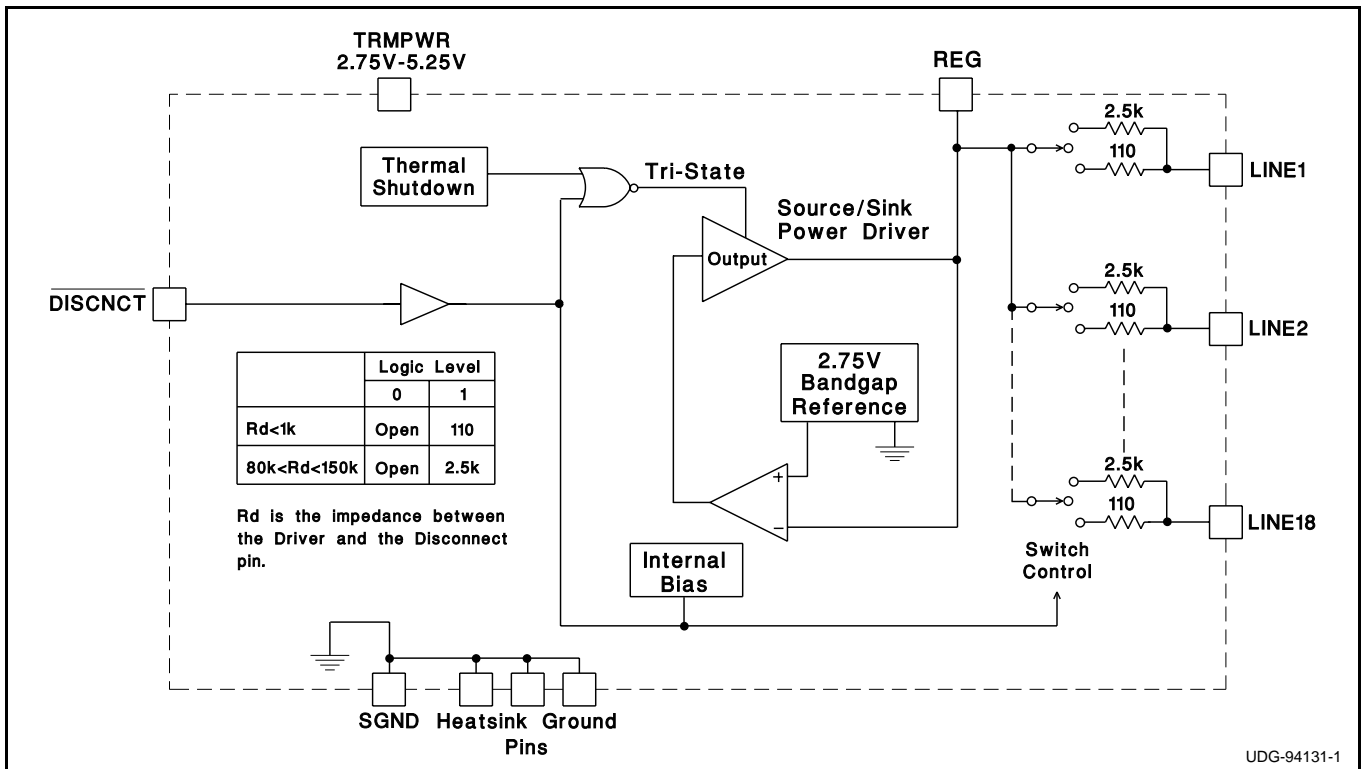 TRMPWR
2.75V-5.25V
REG
2.5k
110
LINE1
Thermal
Shutdown
Tri-State
Source/Sink
Power Driver
Output
DISCNCT
2.5k
110
LINE2
Logic Level
0 1
Rd<1k Open 110
80k<Rd<150k Open 2.5k
2.75V
Bandgap
Reference
+
−
Rd is the impedance between
the Driver and the Disconnect
pin.
2.5k
110
LINE18
Internal
Bias
Switch
Control
SGND
Heatsink Ground
Pins
UDG-94131-1